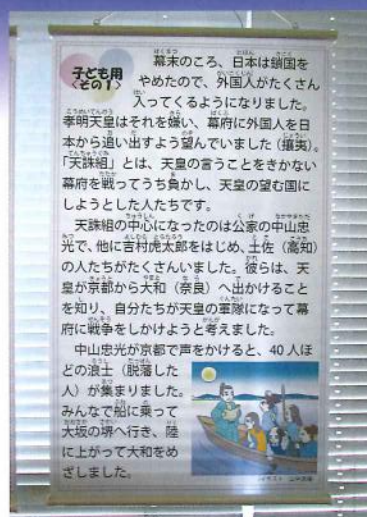 子ども用
<その1>
幕末のころ、日本は鎖国を
やめたので、外国人がたくさん
入ってくるようになりました。
孝明天皇はそれを嫌い、幕府に外国人を日
本から追い出すよう望んでいました（攘夷）。
「天誅組」とは、天皇の言うことをきかない
幕府を戦ってうち負かし、天皇の望む国に
しようとした人たちです。
天誅組の中心になったのは公家の中山忠
光で、他に吉村虎太郎をはじめ、土佐（高知）
の人たちがたくさんいました。彼らは、天
皇が京都から大和（奈良）へ出かけること
を知り、自分たちが天皇の軍隊になって幕
府に戦争をしかけようと考えました。
中山忠光が京都で声をかけると、40人ほ
どの浪士（脱藩した
人）が集まりました。
みんなで船に乗って
大坂の堺へ行き、陸
に上がって大和をめ
ざしました。
イラスト